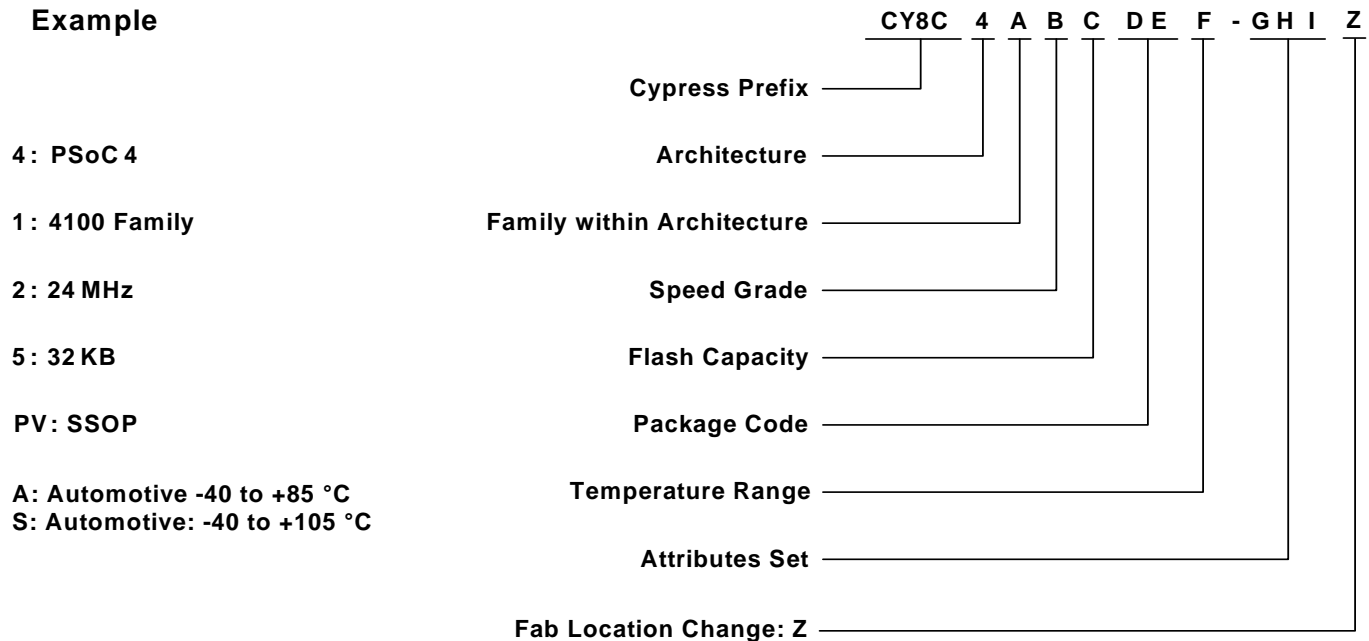 Example
CY8C 4 A B C D E F - G H I Z
Cypress Prefix
4: PSoC 4 Architecture
1: 4100 Family Family within Architecture
2: 24 MHz Speed Grade
5: 32 KB Flash Capacity
PV: SSOP Package Code
A: Automotive -40 to +85 °C Temperature Range
S: Automotive: -40 to +105 °C
Attributes Set
Fab Location Change: Z